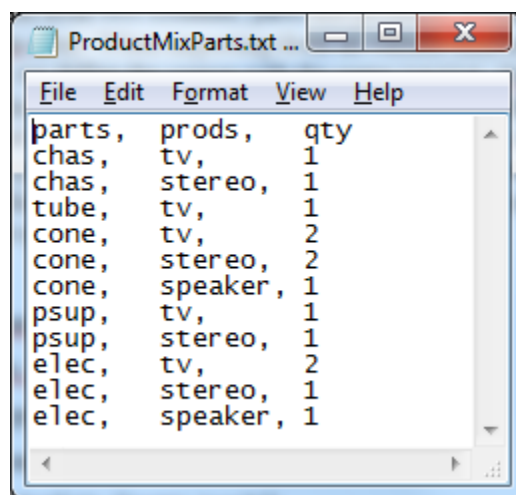 ProductMixParts.txt ...
File Edit Format View Help
parts, prods, qty
chas, tv, 1
chas, stereo, 1
tube, tv, 1
cone, tv, 2
cone, stereo, 2
cone, speaker, 1
psup, tv, 1
psup, stereo, 1
elec, tv, 2
elec, stereo, 1
elec, speaker, 1